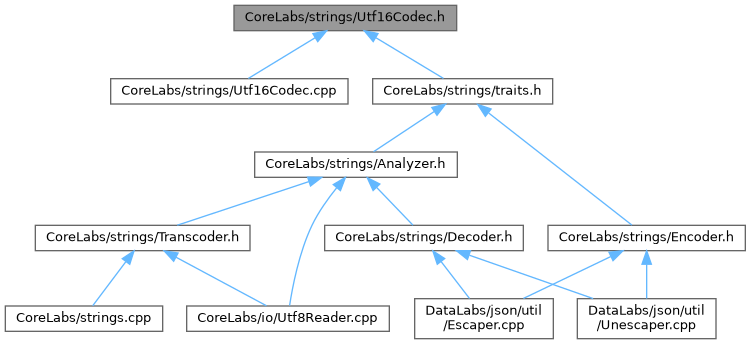 CoreLabs/strings/Utf16Codec.h
CoreLabs/strings/Utf16Codec.cpp
CoreLabs/strings/traits.h
CoreLabs/strings/Analyzer.h
CoreLabs/strings/Transcoder.h
CoreLabs/strings/Decoder.h
CoreLabs/strings/Encoder.h
CoreLabs/strings.cpp
CoreLabs/io/Utf8Reader.cpp
DataLabs/json/util
/Escaper.cpp
DataLabs/json/util
/Unescaper.cpp